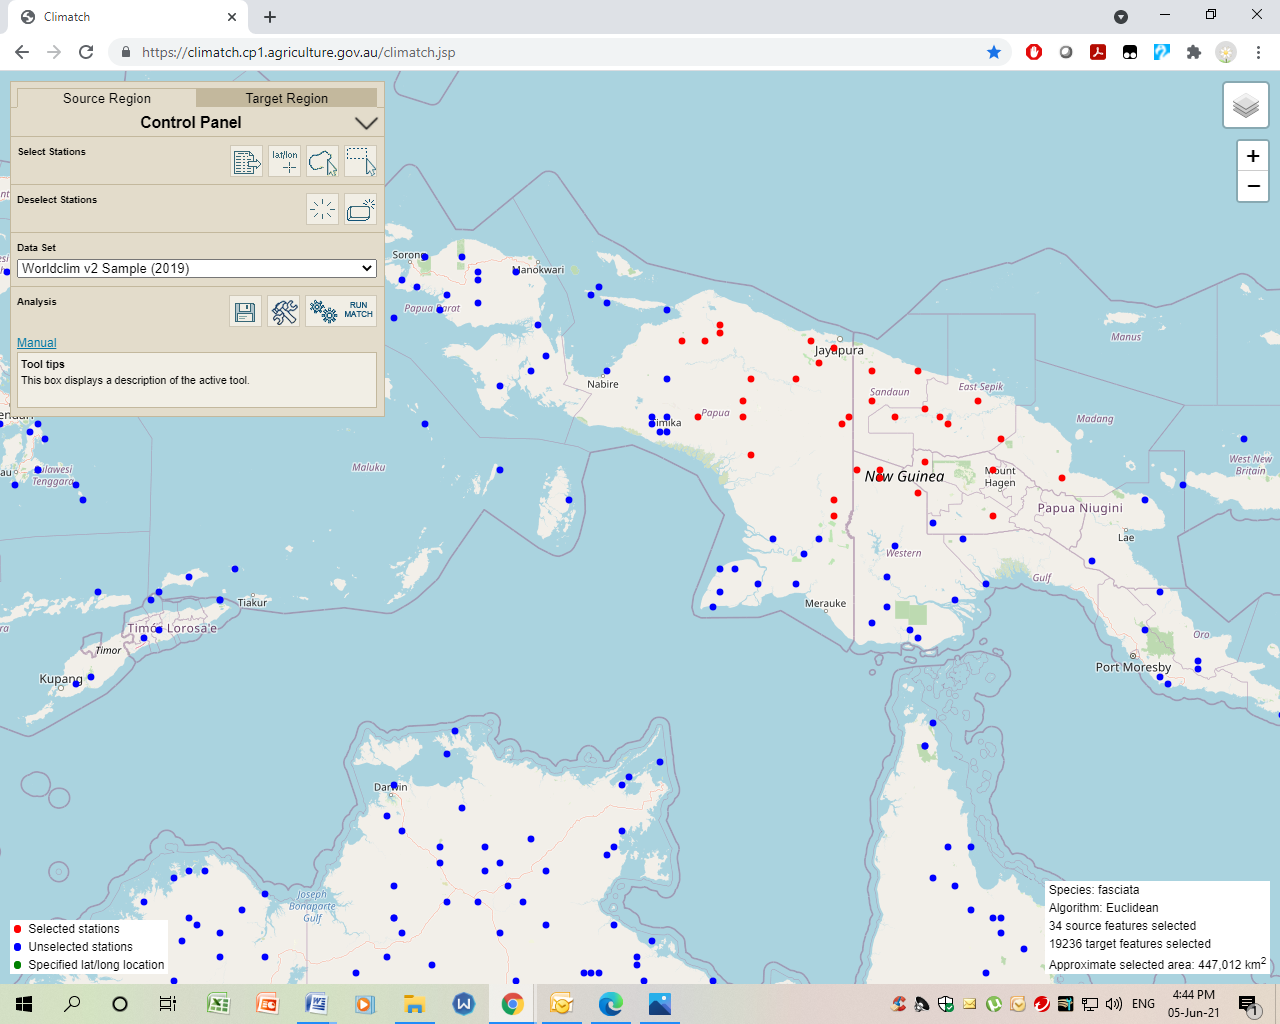 Climatch
https://climatch.cp1.agriculture.gov.au/climatch.jsp
Source Region
Target Region
Control Panel
Select Stations
lat/lon
Deselect Stations
Data Set
Worldclim v2 Sample (2019)
Analysis
RUN
MATCH
Manual
Tool tips
This box displays a description of the active tool.
Sorong
Manokwari
Papua Barat
Nabire
Timika
Papua
Jayapura
Sandaun
East Sepik
Manus
Madang
West New
Britain
New Guinea
Mount
Hagen
Papua Niugini
Lae
Maluku
Sulawesi
Tenggara
Western
Gulf
Merauke
Oro
Port Moresby
Tiakur
Timór Lorosa'e
Timor
Kupang
Darwin
Joseph
Bonaparte
Gulf
Selected stations
Unselected stations
Specified lat/long location
Species: fasciata
Algorithm: Euclidean
34 source features selected
19236 target features selected
Approximate selected area: 447,012 km2
ENG
4:44 PM
05-Jun-21
1